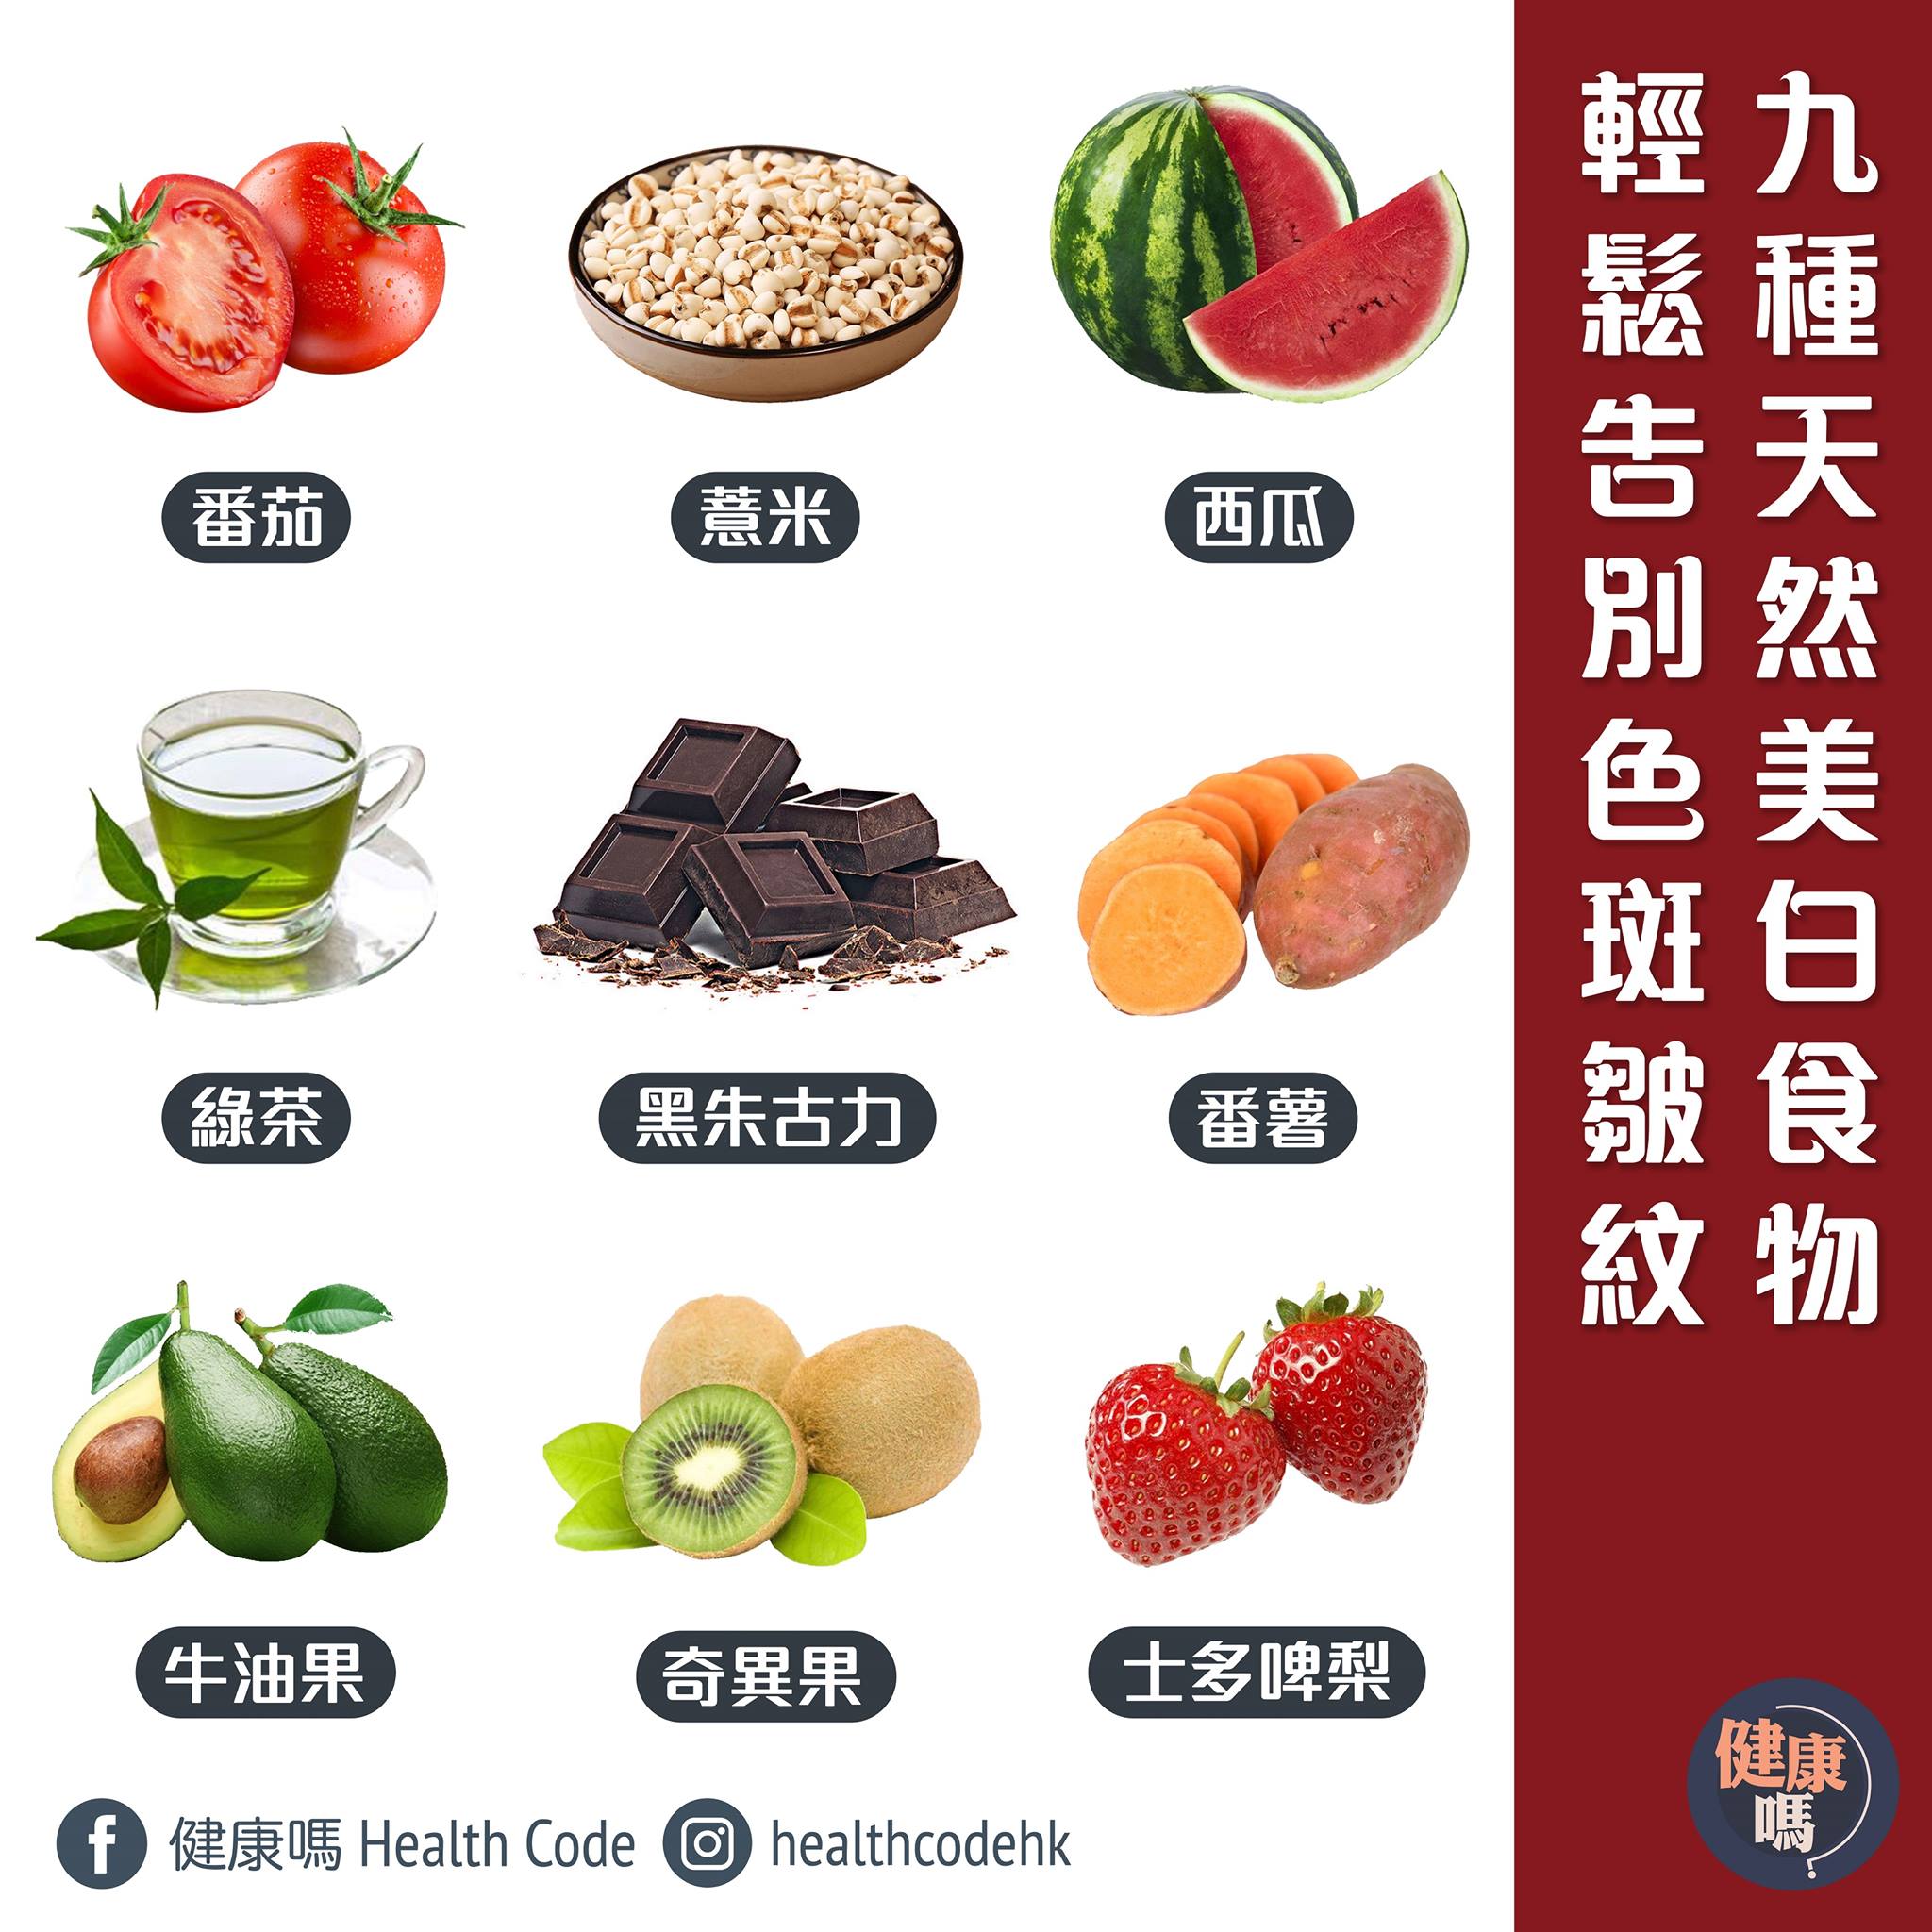 九種天然美白食物
輕鬆告別色斑皺紋
番茄
薏米
西瓜
綠茶
黑朱古力
番薯
牛油果
奇異果
士多啤梨
健康嗎 Health Code
healthcodehk
健康
嗎?